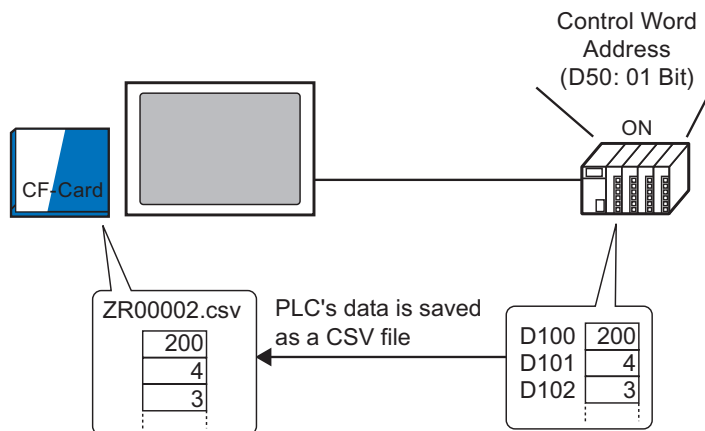 Control Word
Address
(D50: 01 Bit)
ON
CF-Card
ZR00002.csv
200
4
3
PLC's data is saved
as a CSV file
D100 200
D101 4
D102 3